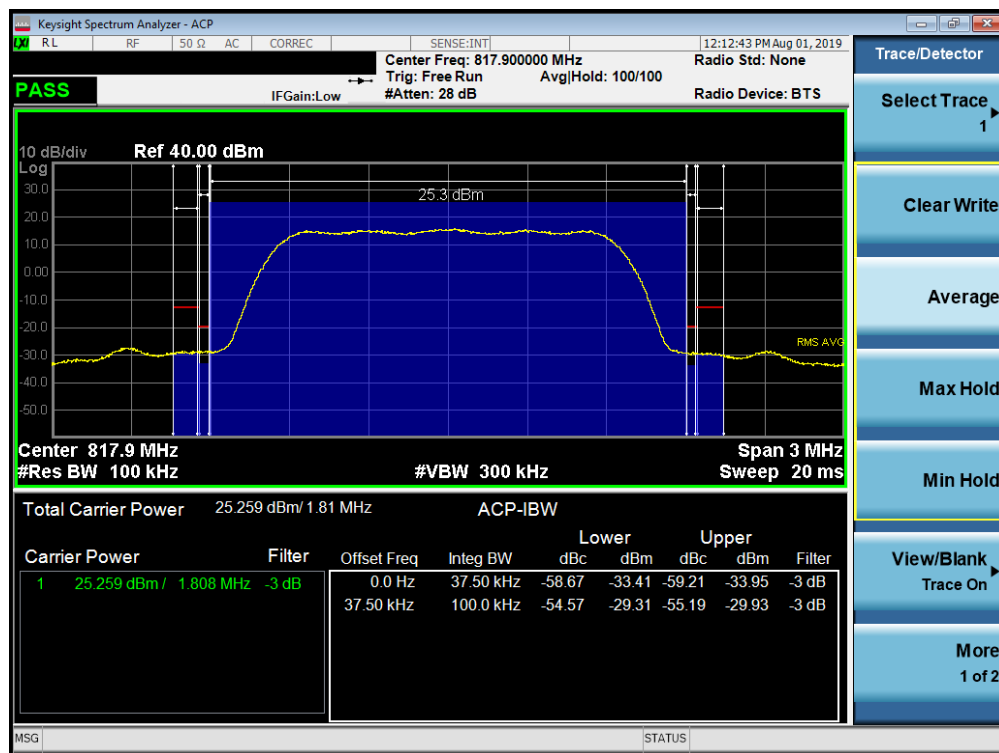 Keysight Spectrum Analyzer - ACP
LXI RL RF 50 Ω AC CORREC SENSE:INT 12:12:43 PM Aug 01, 2019
Center Freq: 817.900000 MHz Radio Std: None
Trig: Free Run Avg|Hold: 100/100
PASS IFGain:Low #Atten: 28 dB Radio Device: BTS
10 dB/div Ref 40.00 dBm
Log
30.0
25.3 dBm
20.0
10.0
0.00
-10.0
-20.0
RMS AVG
-30.0
-40.0
-50.0
Center 817.9 MHz Span 3 MHz
#Res BW 100 kHz #VBW 300 kHz Sweep 20 ms
Total Carrier Power 25.259 dBm/ 1.81 MHz ACP-IBW
Lower Upper
Carrier Power Filter Offset Freq Integ BW dBc dBm dBc dBm Filter
1 25.259 dBm / 1.808 MHz -3 dB 0.0 Hz 37.50 kHz -58.67 -33.41 -59.21 -33.95 -3 dB
37.50 kHz 100.0 kHz -54.57 -29.31 -55.19 -29.93 -3 dB
MSG STATUS
Trace/Detector
Select Trace
1
Clear Write
Average
Max Hold
Min Hold
View/Blank
Trace On
More
1 of 2